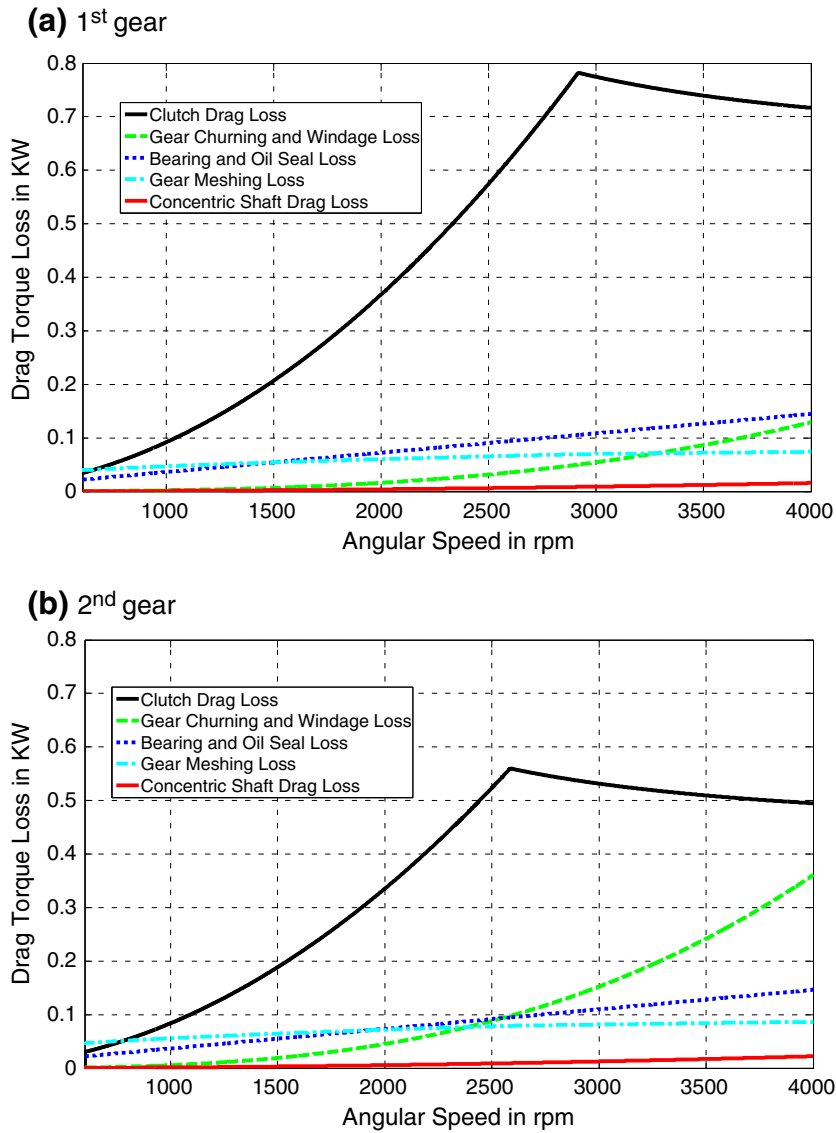 (a) 1st gear
0.8
0.7
0.6
0.5
0.4
0.3
0.2
0.1
0
Drag Torque Loss in KW
Clutch Drag Loss
Gear Churning and Windage Loss
Bearing and Oil Seal Loss
Gear Meshing Loss
Concentric Shaft Drag Loss
1000 1500 2000 2500 3000 3500 4000
Angular Speed in rpm
(b) 2nd gear
0.8
0.7
0.6
0.5
0.4
0.3
0.2
0.1
0
Drag Torque Loss in KW
Clutch Drag Loss
Gear Churning and Windage Loss
Bearing and Oil Seal Loss
Gear Meshing Loss
Concentric Shaft Drag Loss
1000 1500 2000 2500 3000 3500 4000
Angular Speed in rpm